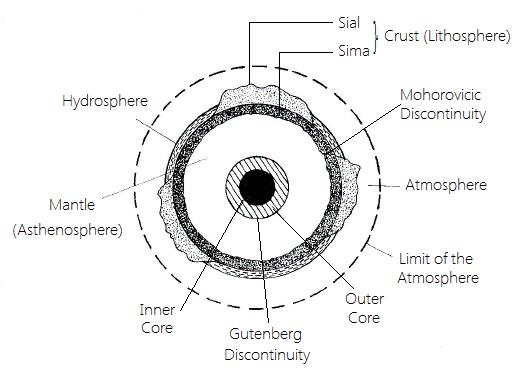 Sial
Sima
Crust (Lithosphere)
Hydrosphere
Mohorovicic
Discontinuity
Atmosphere
Mantle
(Asthenosphere)
Limit of the
Atmosphere
Inner
Core
Outer
Core
Gutenberg
Discontinuity